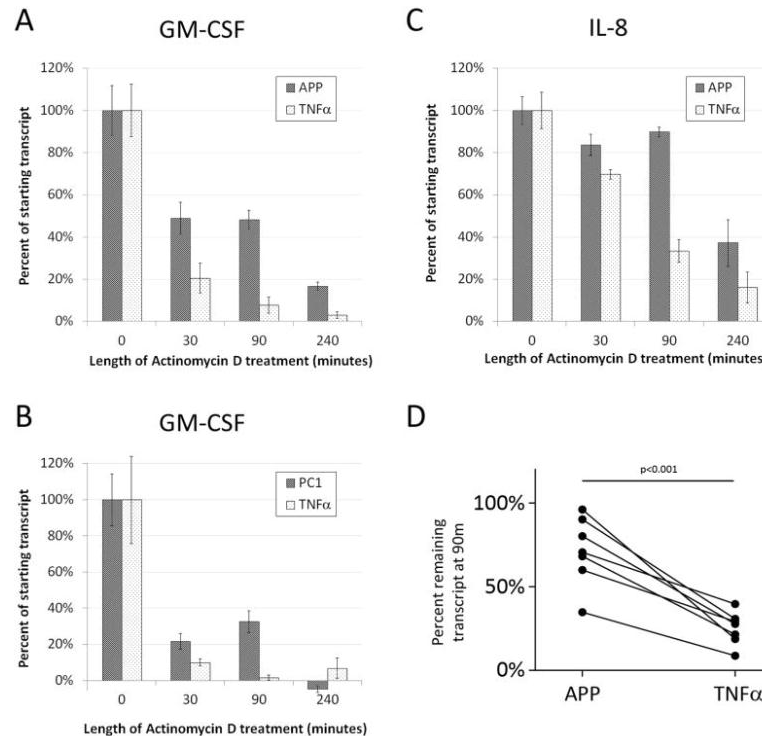 A
GM-CSF
120%
100%
80%
60%
40%
20%
0%
Percent of starting transcript
APP
TNFα
0 30 90 240
Length of Actinomycin D treatment (minutes)
C
IL-8
120%
100%
80%
60%
40%
20%
0%
Percent of starting transcript
APP
TNFα
0 30 90 240
Length of Actinomycin D treatment (minutes)
B
GM-CSF
120%
100%
80%
60%
40%
20%
0%
Percent of starting transcript
PC1
TNFα
0 30 90 240
Length of Actinomycin D treatment (minutes)
D
p<0.001
100%
50%
0%
Percent remaining
transcript at 90m
APP TNFα